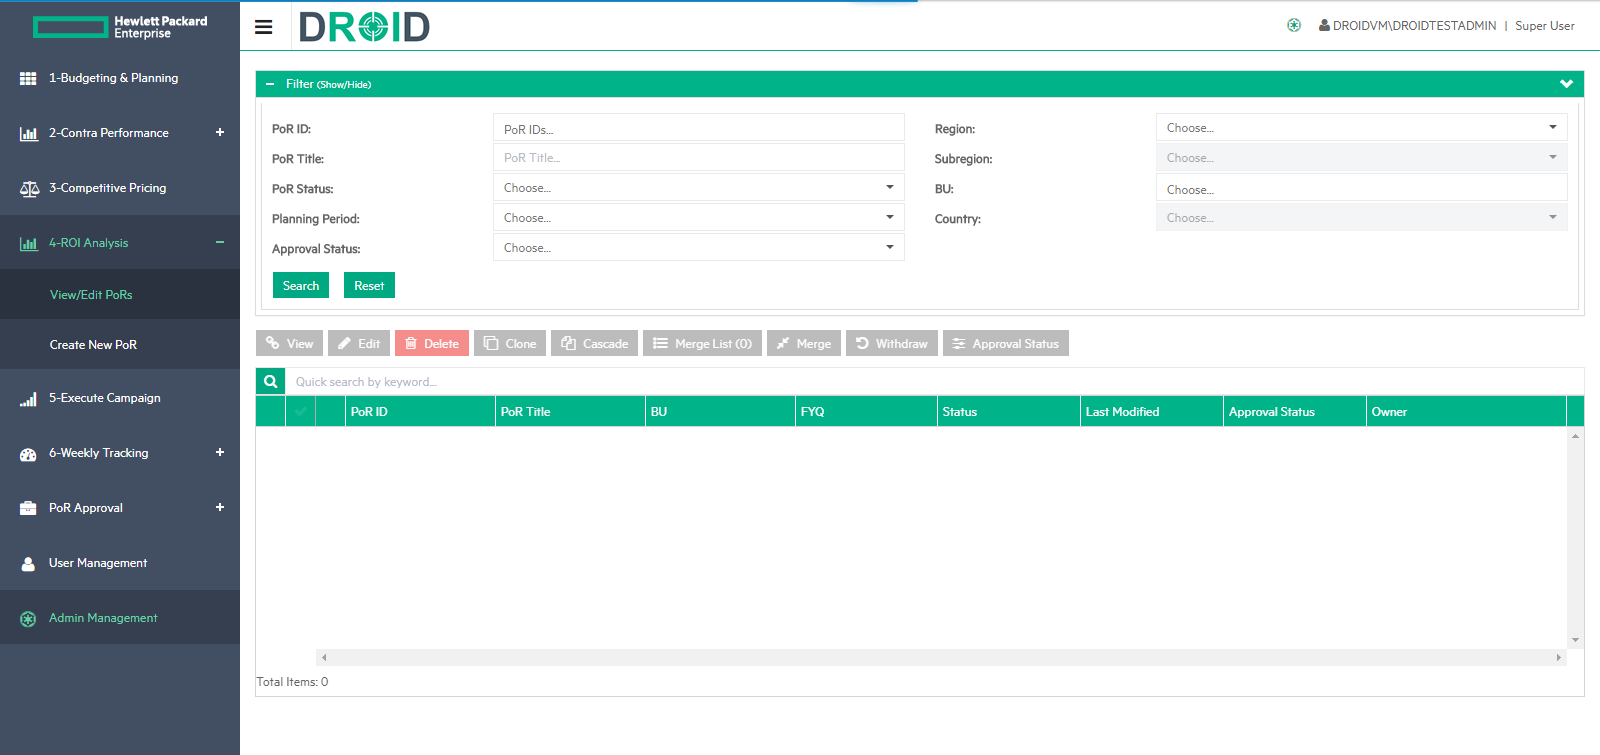 Hewlett Packard
Enterprise
DROID
DROIDVM\DROIDTESTADMIN | Super User
1-Budgeting & Planning
2-Contra Performance +
3-Competitive Pricing
4-ROI Analysis −
View/Edit PoRs
Create New PoR
5-Execute Campaign
6-Weekly Tracking +
PoR Approval +
User Management
Admin Management
− Filter (Show/Hide)
PoR ID: PoR IDs...
Region: Choose...
PoR Title: PoR Title...
Subregion: Choose...
PoR Status: Choose...
BU: Choose...
Planning Period: Choose...
Country: Choose...
Approval Status: Choose...
Search Reset
View Edit Delete Clone Cascade Merge List (0) Merge Withdraw Approval Status
Quick search by keyword...
PoR ID PoR Title BU FYQ Status Last Modified Approval Status Owner
Total Items: 0